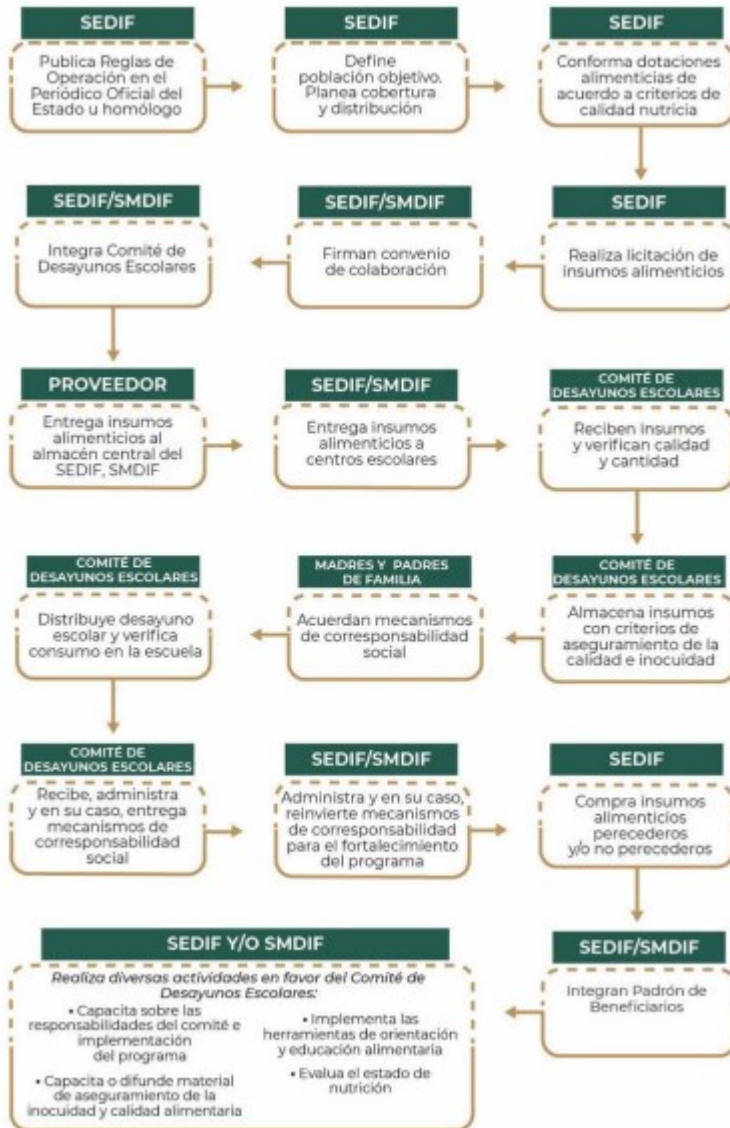 SEDIF
Publica Reglas de
Operación en el
Periódico Oficial del
Estado u homólogo
SEDIF
Define
población objetivo.
Planea cobertura
y distribución
SEDIF
Conforma dotaciones
alimenticias de
acuerdo a criterios de
calidad nutricia
SEDIF
Realiza licitación de
insumos alimenticios
SEDIF/SMDIF
Firman convenio
de colaboración
SEDIF/SMDIF
Integra Comité de
Desayunos Escolares
PROVEEDOR
Entrega insumos
alimenticios al
almacén central del
SEDIF, SMDIF
SEDIF/SMDIF
Entrega insumos
alimenticios a
centros escolares
COMITÉ DE
DESAYUNOS ESCOLARES
Reciben insumos
y verifican calidad
y cantidad
COMITÉ DE
DESAYUNOS ESCOLARES
Almacena insumos
con criterios de
aseguramiento de la
calidad e inocuidad
MADRES Y PADRES
DE FAMILIA
Acuerdan mecanismos
de corresponsabilidad
social
COMITÉ DE
DESAYUNOS ESCOLARES
Distribuye desayuno
escolar y verifica
consumo en la escuela
COMITÉ DE
DESAYUNOS ESCOLARES
Recibe, administra
y en su caso, entrega
mecanismos de
corresponsabilidad
social
SEDIF/SMDIF
Administra y en su caso,
reinvierte mecanismos
de corresponsabilidad
para el fortalecimiento
del programa
SEDIF
Compra insumos
alimenticios
perecederos
y/o no perecederos
SEDIF/SMDIF
Integran Padrón de
Beneficiarios
SEDIF Y/O SMDIF
Realiza diversas actividades en favor del Comité de
Desayunos Escolares:
• Capacita sobre las
responsabilidades del comité e
implementación
del programa
• Capacita o difunde material
de aseguramiento de la
inocuidad y calidad alimentaria
• Implementa las
herramientas de orientación
y educación alimentaria
• Evalua el estado de
nutrición